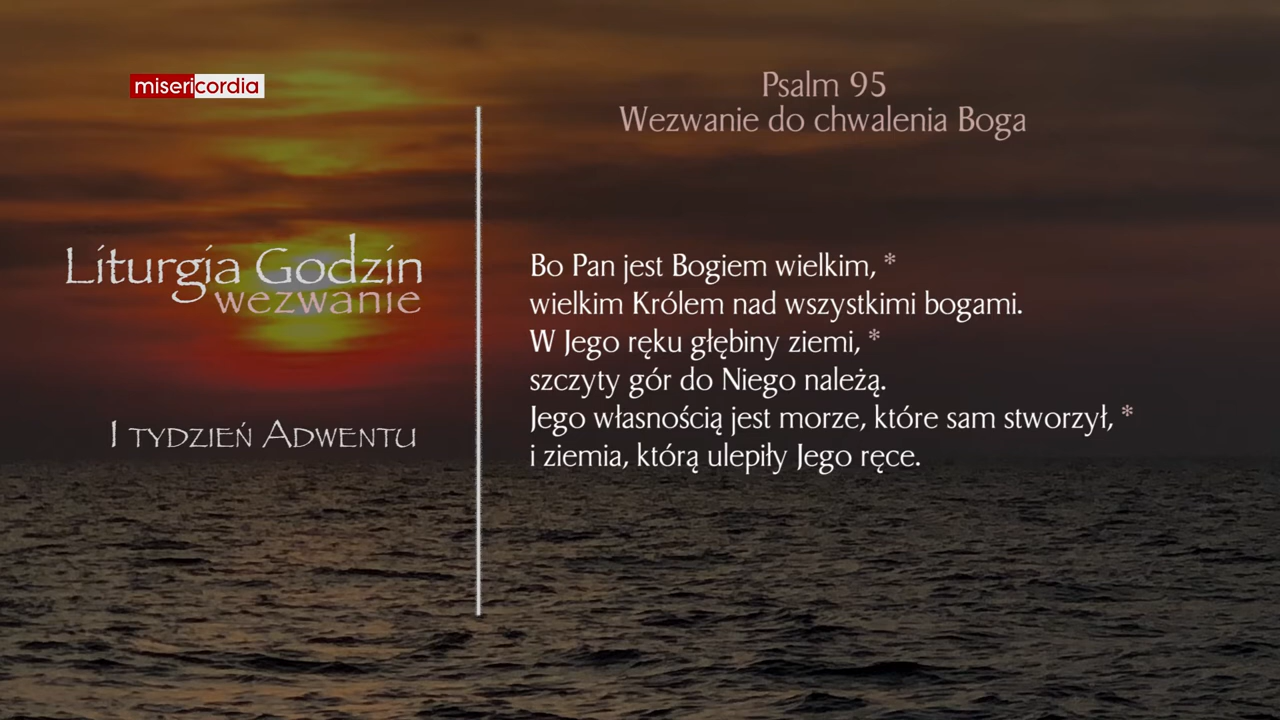 misericordia
Liturgia Godzin
wezwanie
I TYDZIEŃ ADWENTU
Psalm 95
Wezwanie do chwalenia Boga
Bo Pan jest Bogiem wielkim, *
wielkim Królem nad wszystkimi bogami.
W Jego ręku głębiny ziemi, *
szczyty gór do Niego należą.
Jego własnością jest morze, które sam stworzył, *
i ziemia, którą ulepiły Jego ręce.